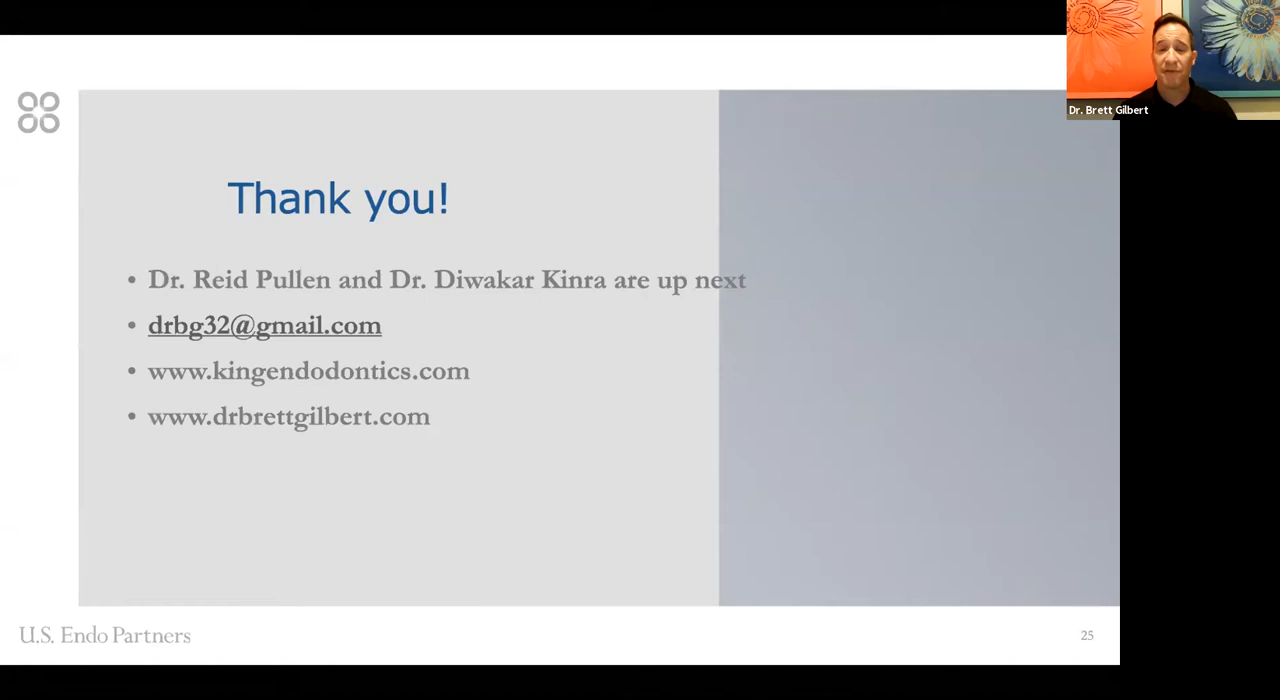 Dr. Brett Gilbert
Thank you!
• Dr. Reid Pullen and Dr. Diwakar Kinra are up next
• drbg32@gmail.com
• www.kingendodontics.com
• www.drbrettgilbert.com
U.S. Endo Partners
25